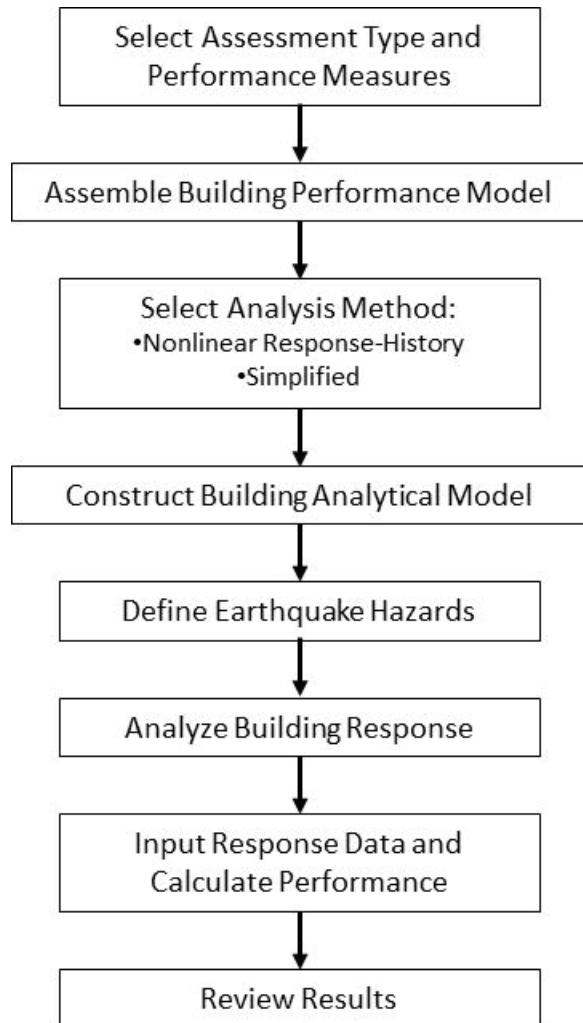 Select Assessment Type and
Performance Measures
Assemble Building Performance Model
Select Analysis Method:
•Nonlinear Response-History
•Simplified
Construct Building Analytical Model
Define Earthquake Hazards
Analyze Building Response
Input Response Data and
Calculate Performance
Review Results